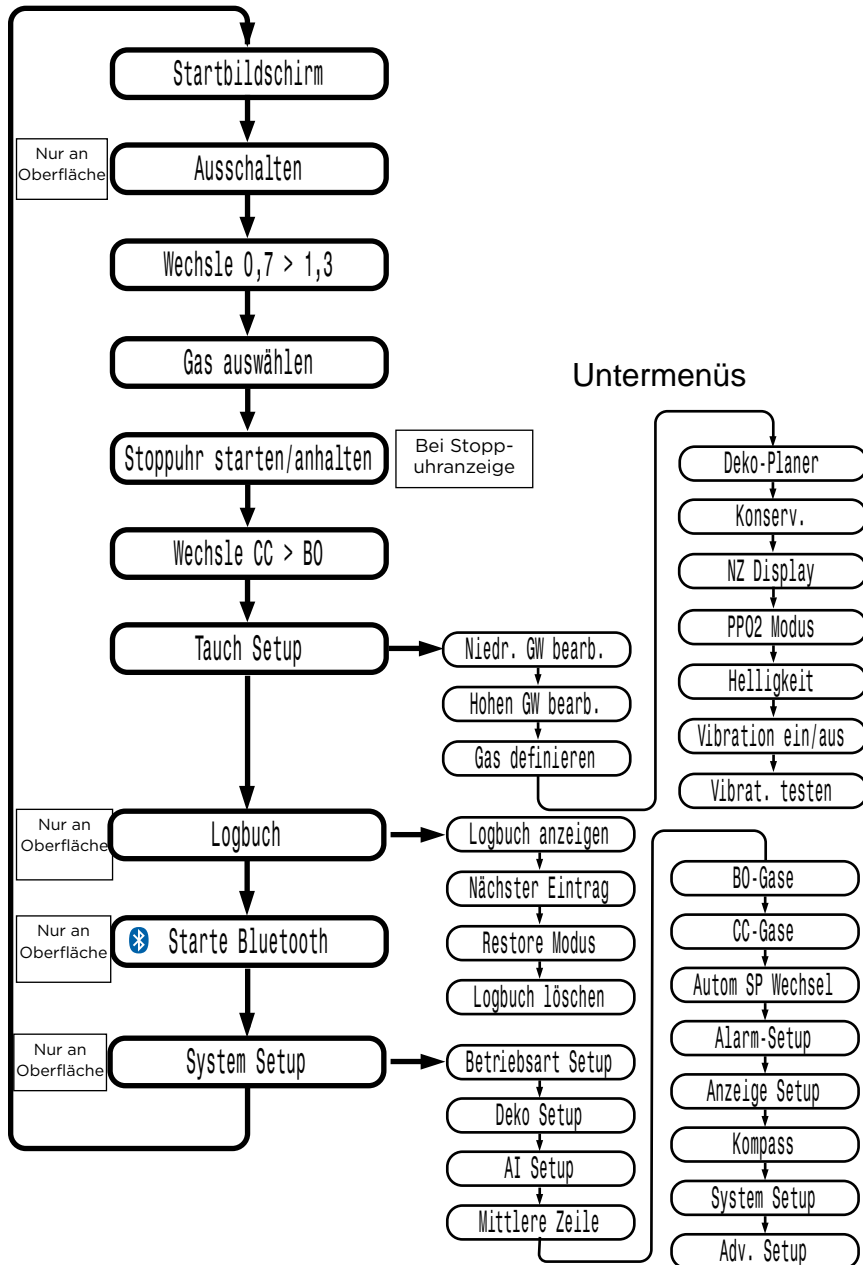 Startbildschirm
Nur an
Oberfläche
Ausschalten
Wechsle 0,7 > 1,3
Gas auswählen
Stoppuhr starten/anhalten
Bei Stopp-
uhranzeige
Wechsle CC > BO
Tauch Setup
Untermenüs
Niedr. GW bearb.
Hohen GW bearb.
Gas definieren
Deko-Planer
Konserv.
NZ Display
PPO2 Modus
Helligkeit
Vibration ein/aus
Vibrat. testen
Nur an
Oberfläche
Logbuch
Logbuch anzeigen
Nächster Eintrag
Restore Modus
Logbuch löschen
Nur an
Oberfläche
Starte Bluetooth
Nur an
Oberfläche
System Setup
Betriebsart Setup
Deko Setup
AI Setup
Mittlere Zeile
BO-Gase
CC-Gase
Autom SP Wechsel
Alarm-Setup
Anzeige Setup
Kompass
System Setup
Adv. Setup